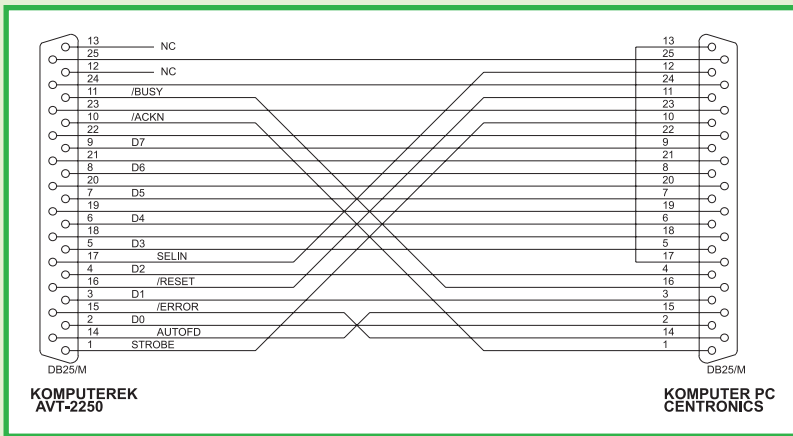 13 NC 13
25 25
12 NC 12
24 24
11 /BUSY 11
23 23
10 /ACKN 10
22 22
9 D7 9
21 21
8 D6 8
20 20
7 D5 7
19 19
6 D4 6
18 18
5 D3 5
17 SELIN 17
4 D2 4
16 /RESET 16
3 D1 3
15 /ERROR 15
2 D0 2
14 AUTOFD 14
1 STROBE 1
DB25/M DB25/M
KOMPUTEREK KOMPUTER PC
AVT-2250 CENTRONICS